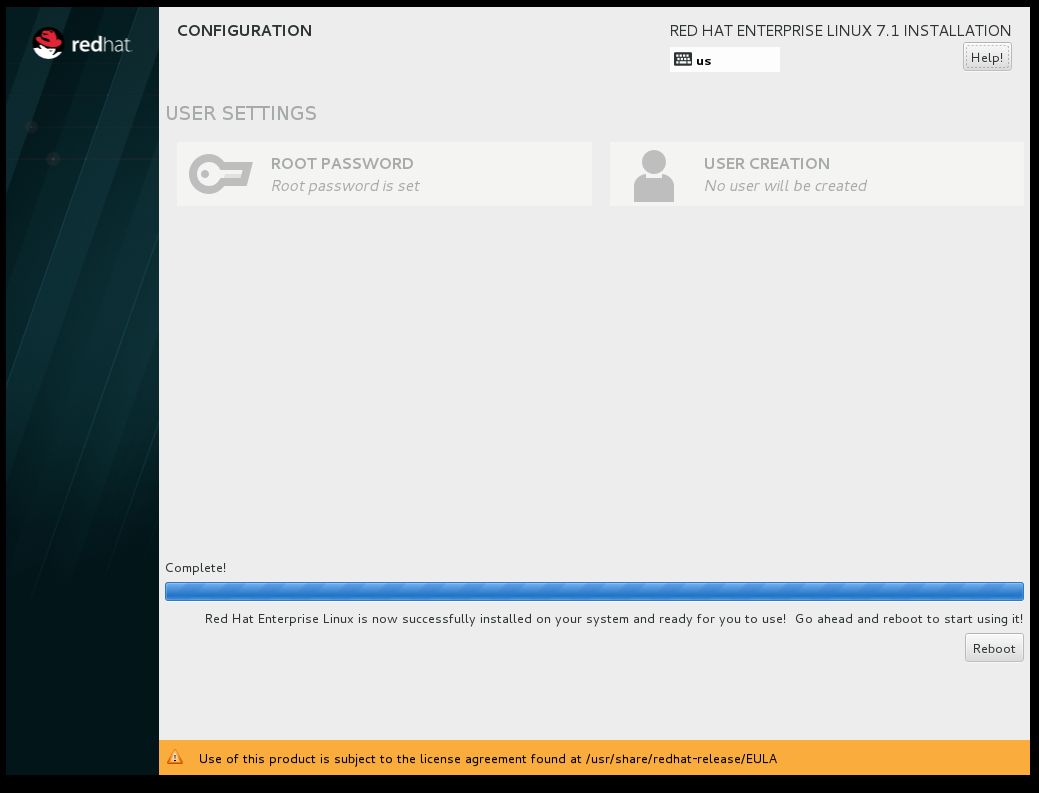 redhat.
CONFIGURATION
RED HAT ENTERPRISE LINUX 7.1 INSTALLATION
us
Help!
USER SETTINGS
ROOT PASSWORD
Root password is set
USER CREATION
No user will be created
Complete!
Red Hat Enterprise Linux is now successfully installed on your system and ready for you to use!  Go ahead and reboot to start using it!
Reboot
Use of this product is subject to the license agreement found at /usr/share/redhat-release/EULA